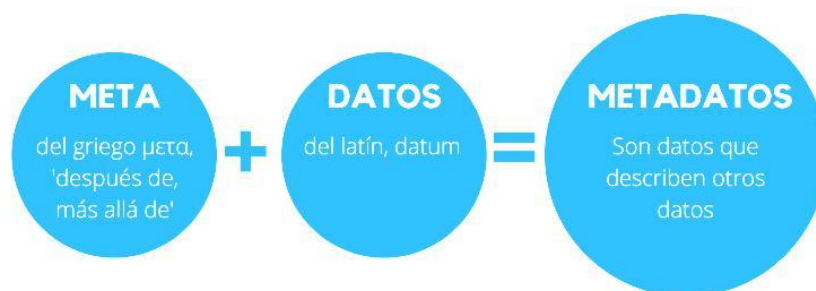 META
del griego μετα,
'después de,
más allá de'
+
DATOS
del latín, datum
=
METADATOS
Son datos que
describen otros
datos